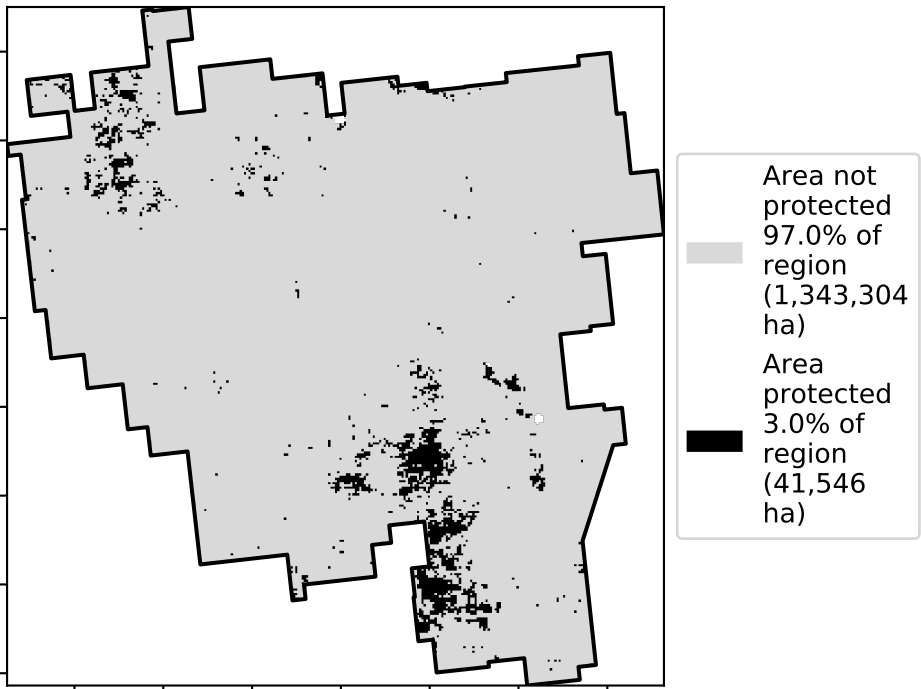 Area not
protected
97.0% of
region
(1,343,304
ha)
Area
protected
3.0% of
region
(41,546
ha)